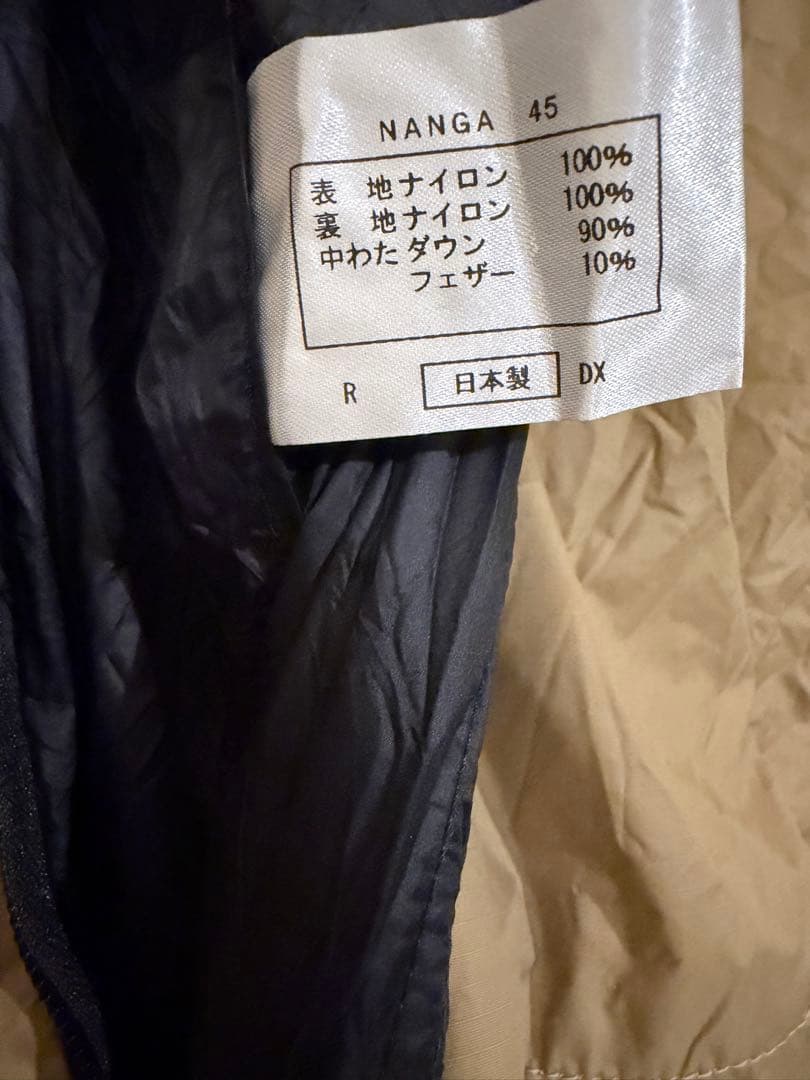 NANGA 45
表 地ナイロン 100%
裏 地ナイロン 100%
中わた ダウン 90%
フェザー 10%
R 日本製 DX